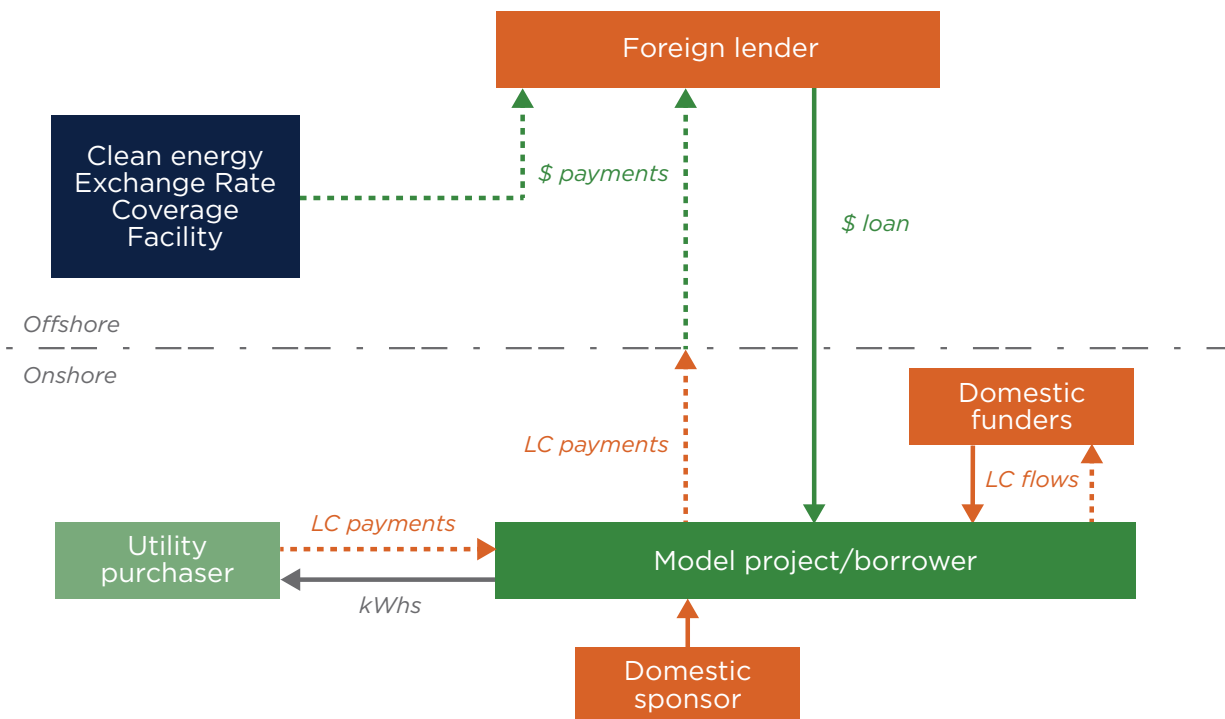 Foreign lender
Clean energy
Exchange Rate
Coverage
Facility
$ payments
$ loan
Offshore
Onshore
Domestic
funders
LC payments
LC flows
LC payments
Utility
purchaser
Model project/borrower
kWhs
Domestic
sponsor